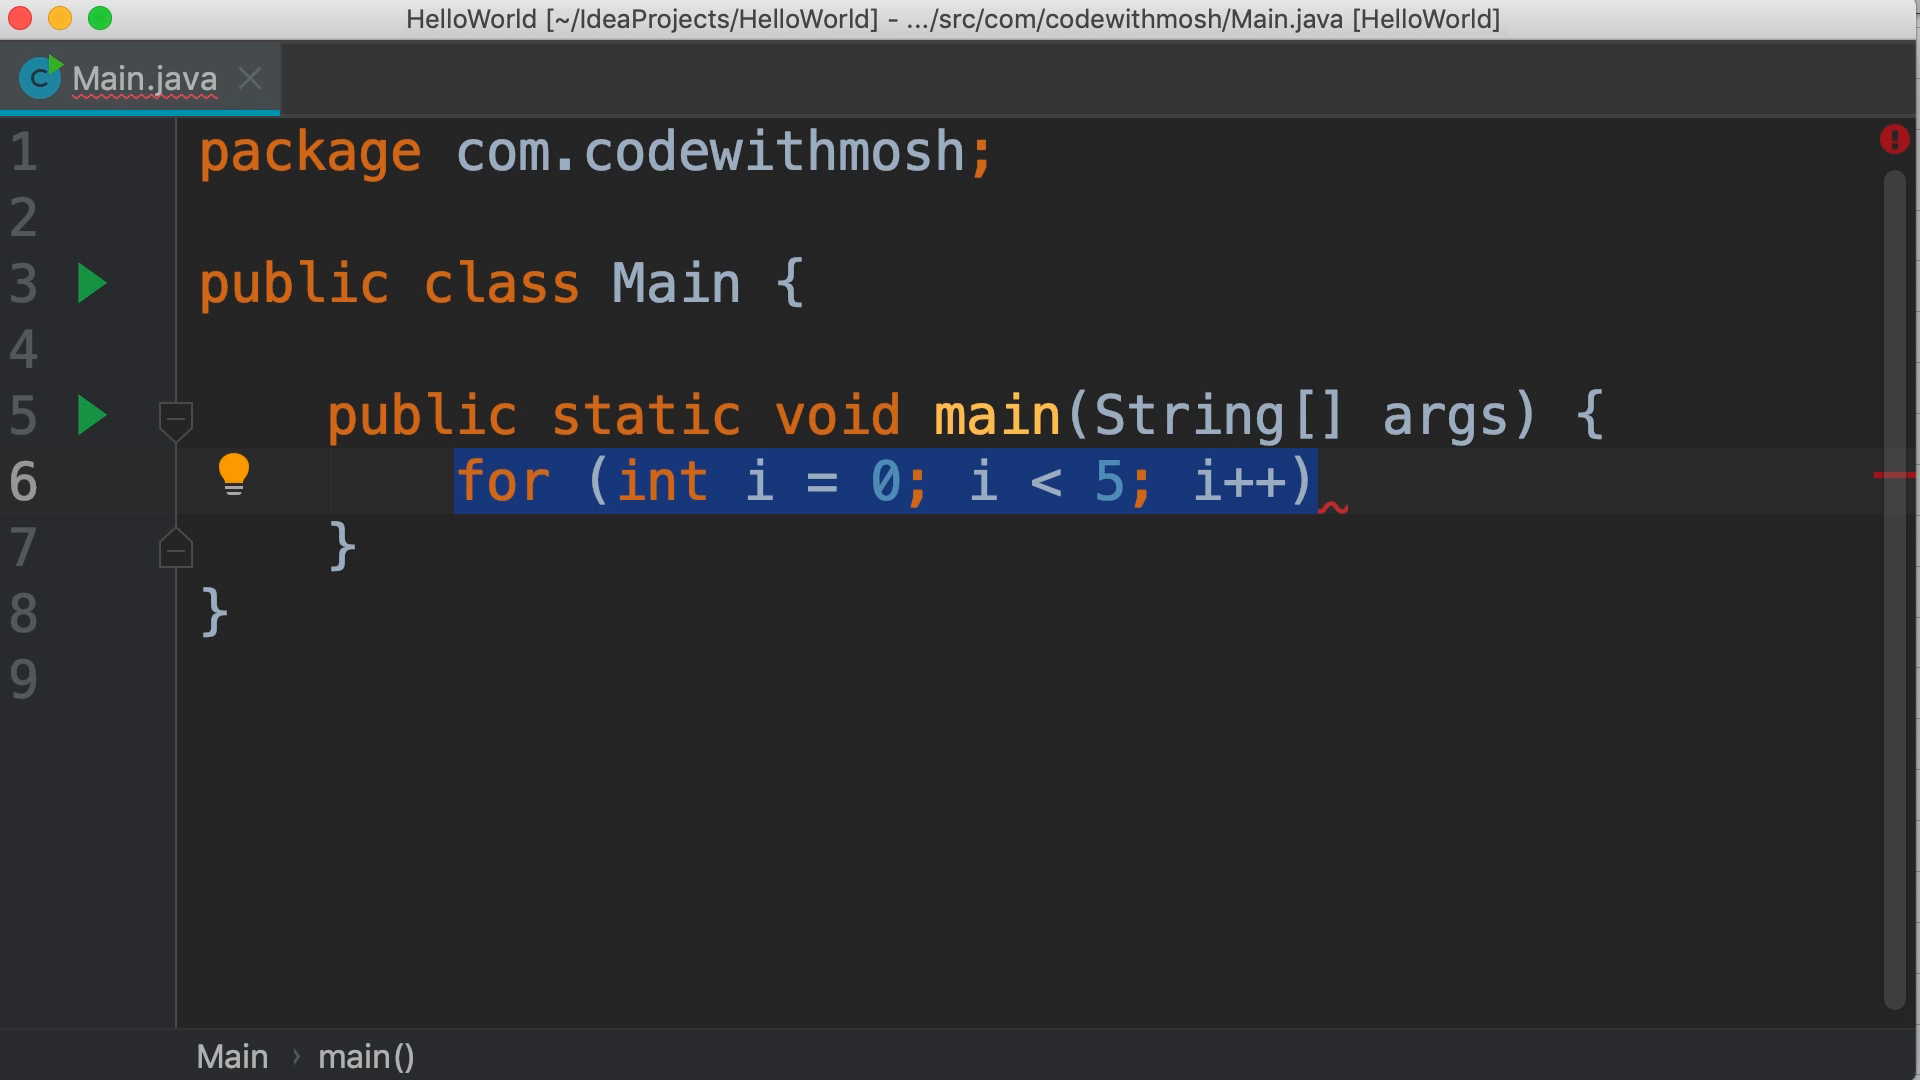 HelloWorld [~/IdeaProjects/HelloWorld] - .../src/com/codewithmosh/Main.java [HelloWorld]
C Main.java
1 package com.codewithmosh;
2
3 public class Main {
4
5 public static void main(String[] args) {
6 for (int i = 0; i < 5; i++)
7 }
8 }
9
Main › main()